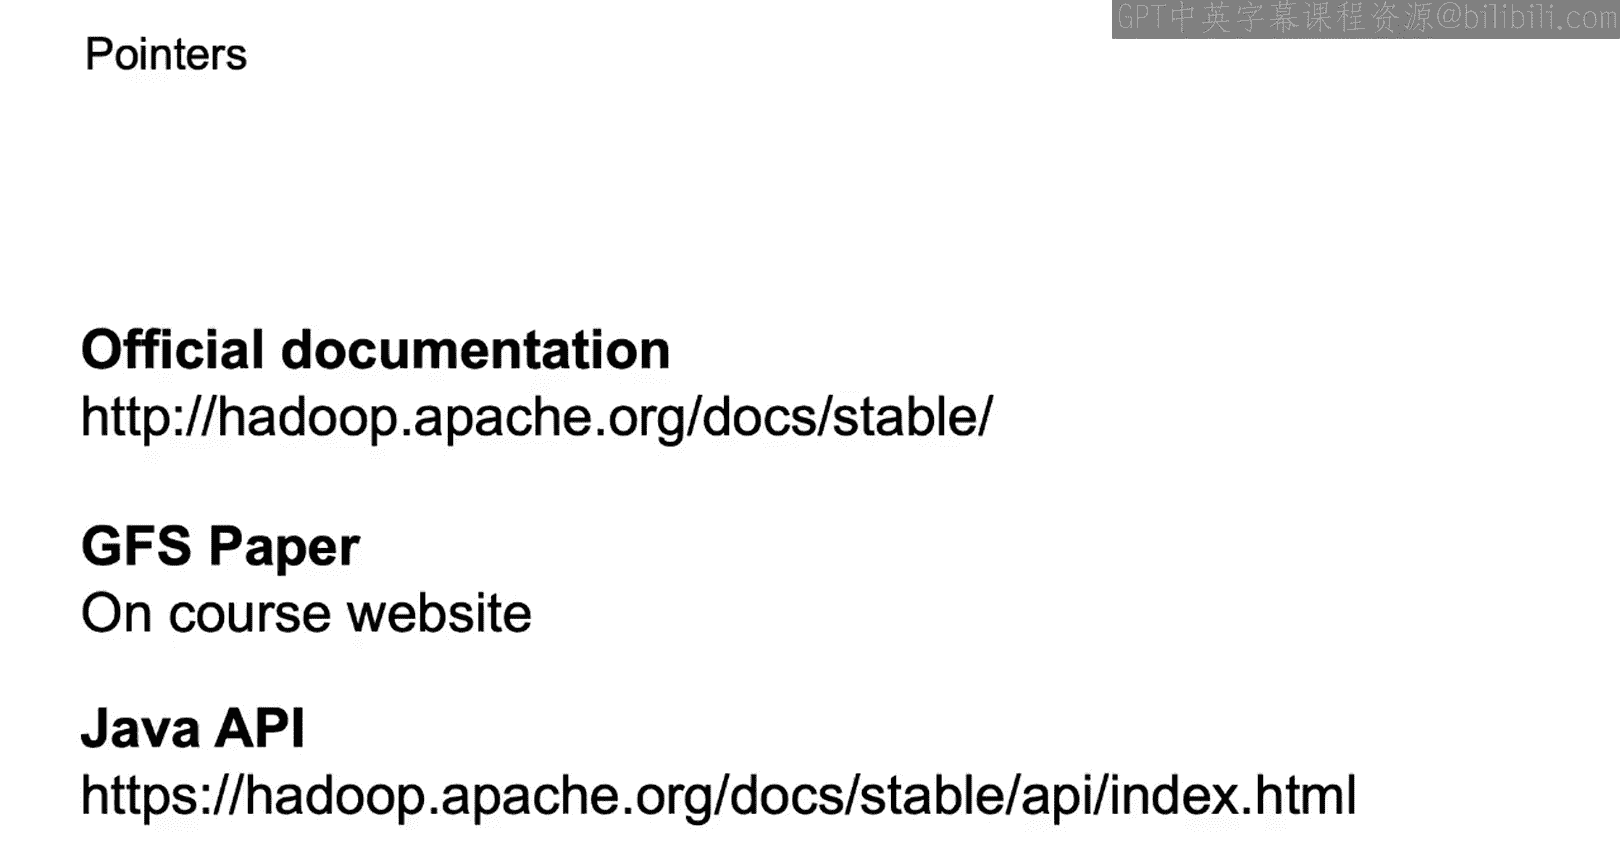 GPT中英字幕课程资源@bilibili.com
Pointers
Official documentation
http://hadoop.apache.org/docs/stable/
GFS Paper
On course website
Java API
https://hadoop.apache.org/docs/stable/api/index.html